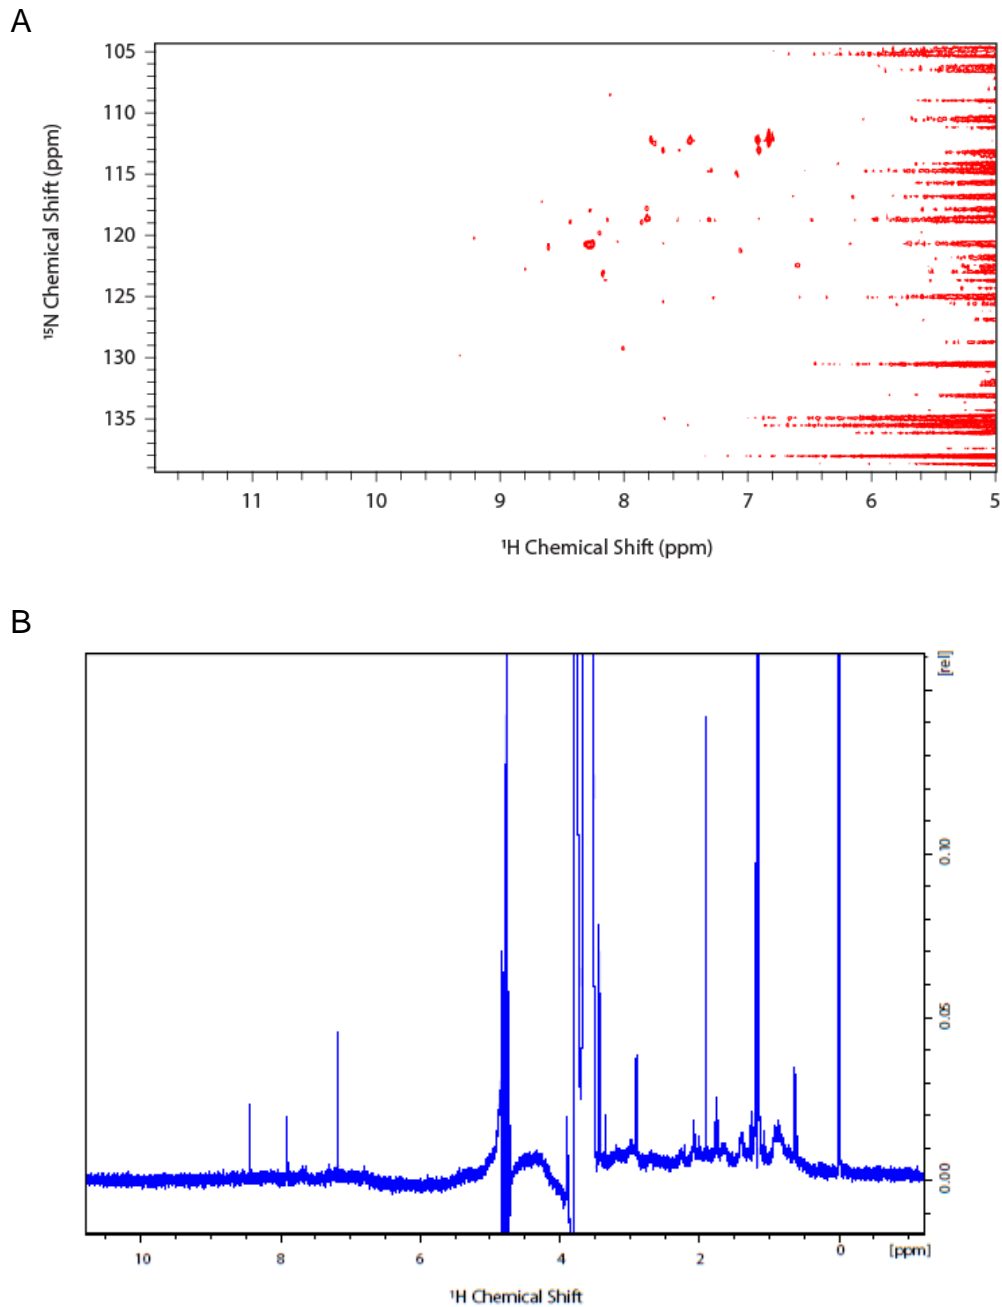 A
105
110
115
120
125
130
135
¹⁵N Chemical Shift (ppm)
11 10 9 8 7 6 5
¹H Chemical Shift (ppm)
B
[rel]
0.10
0.05
0.00
10 8 6 4 2 0 [ppm]
¹H Chemical Shift